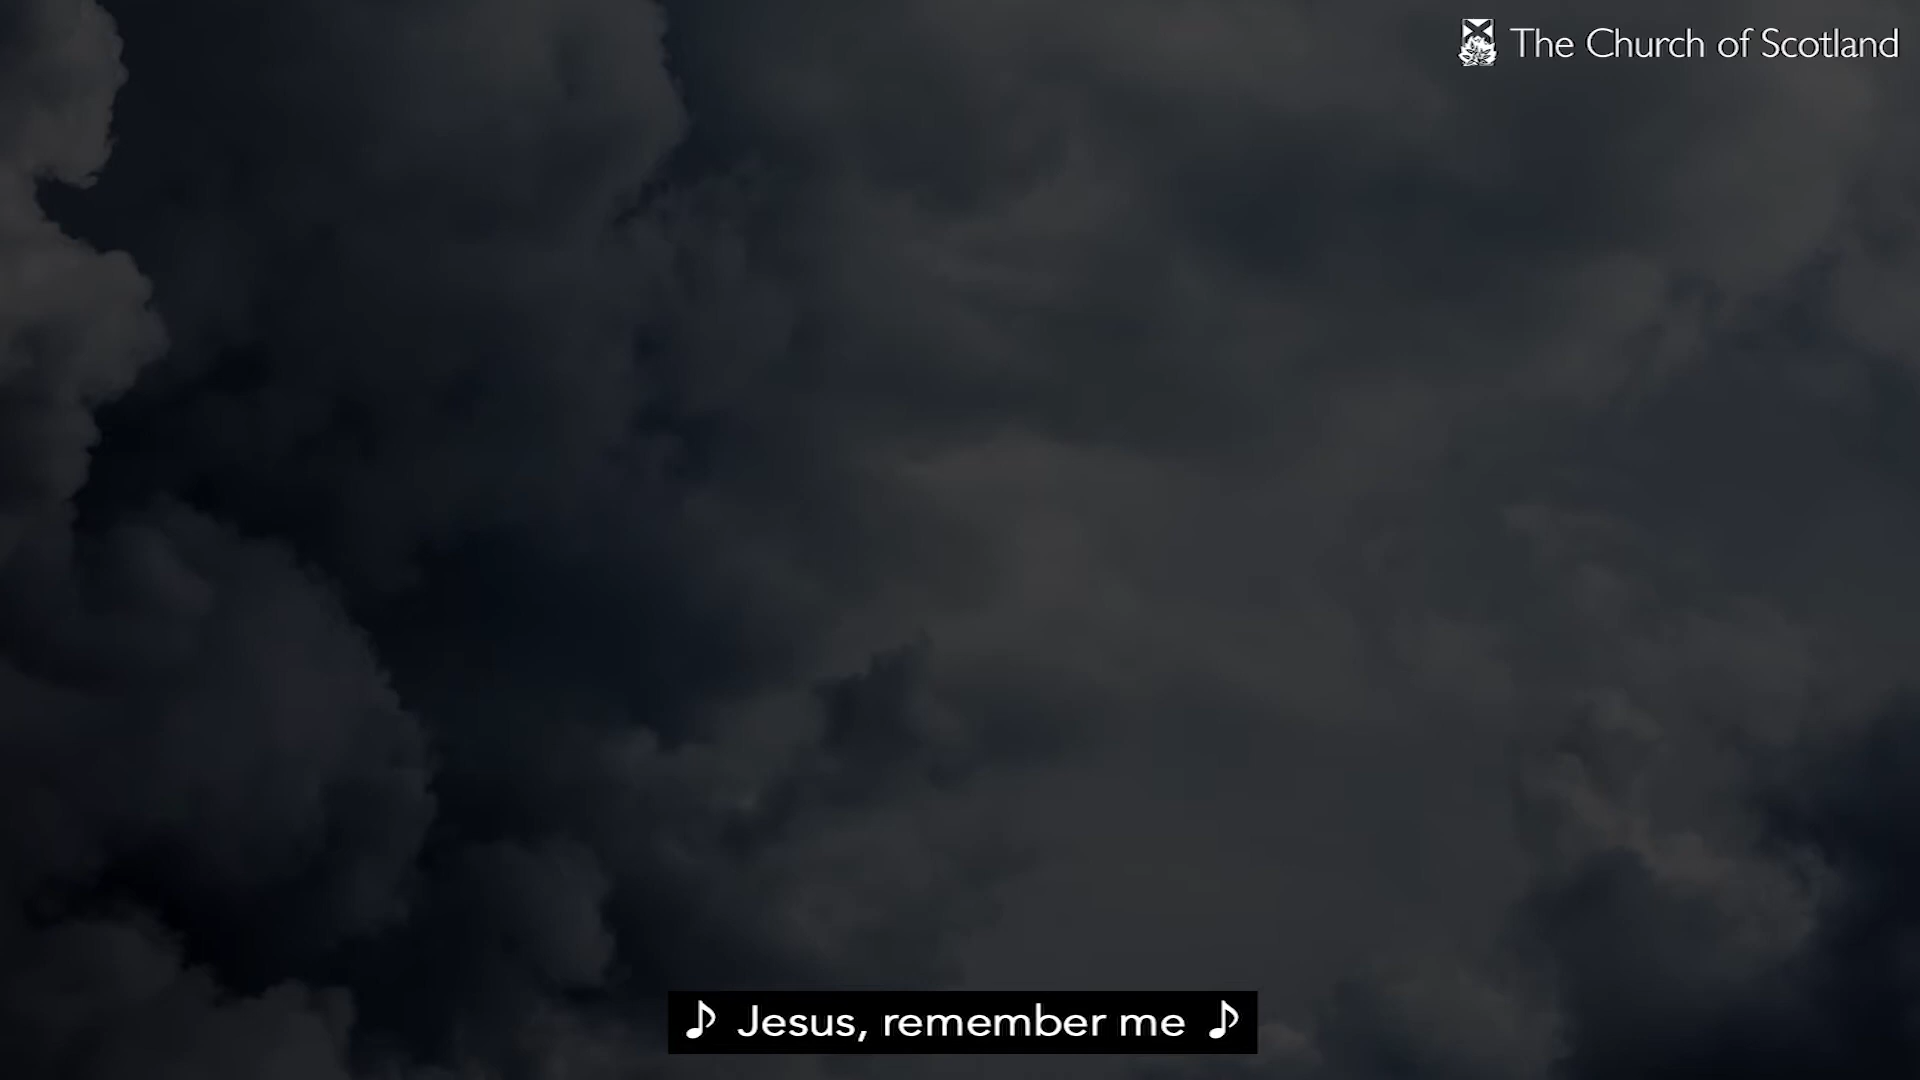 The Church of Scotland
♪ Jesus, remember me ♪